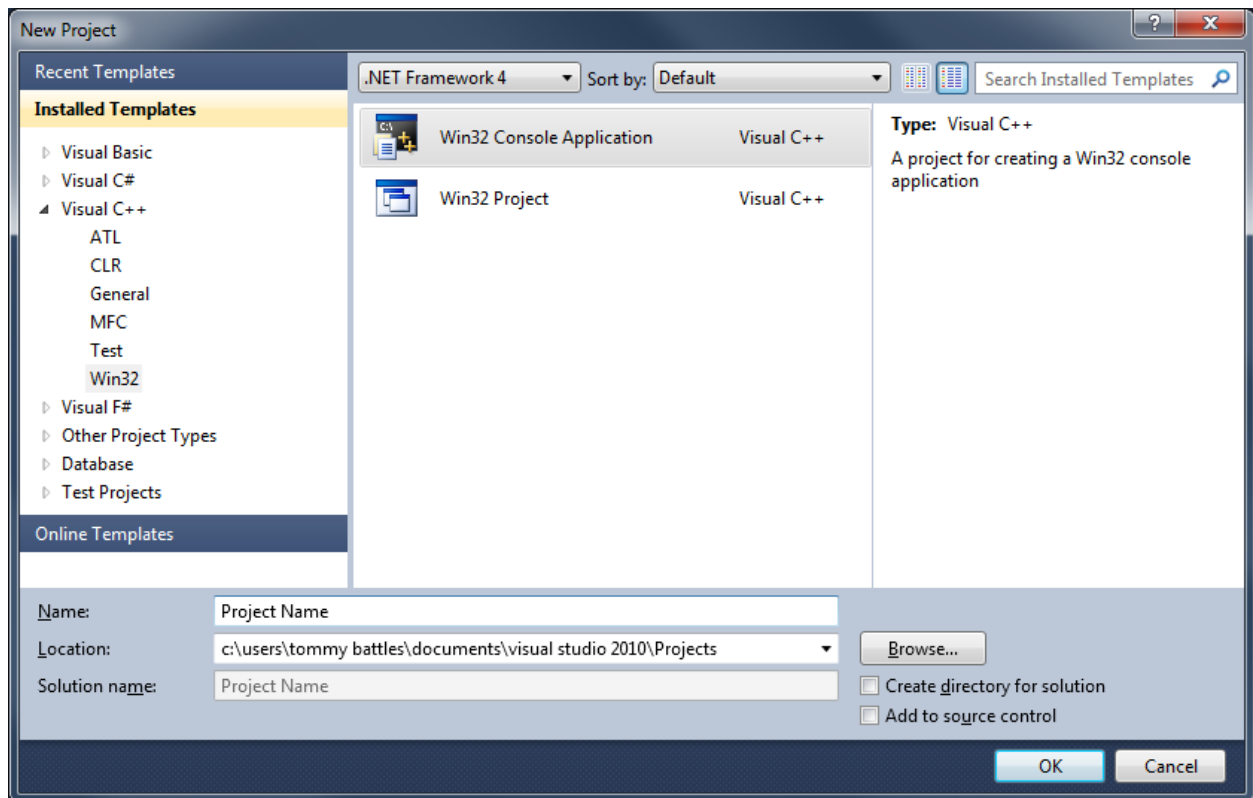 New Project
Recent Templates
Installed Templates
Visual Basic
Visual C#
Visual C++
ATL
CLR
General
MFC
Test
Win32
Visual F#
Other Project Types
Database
Test Projects
Online Templates
.NET Framework 4 Sort by: Default Search Installed Templates
Win32 Console Application Visual C++
Win32 Project Visual C++
Type: Visual C++
A project for creating a Win32 console
application
Name: Project Name
Location: c:\users\tommy battles\documents\visual studio 2010\Projects Browse...
Solution name: Project Name
Create directory for solution
Add to source control
OK Cancel